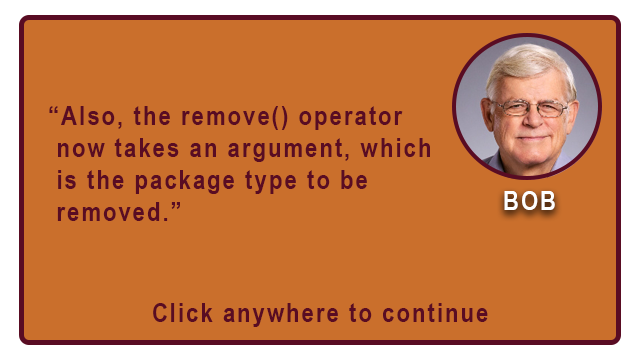 “Also, the remove() operator
now takes an argument, which
is the package type to be
removed.”
BOB
Click anywhere to continue